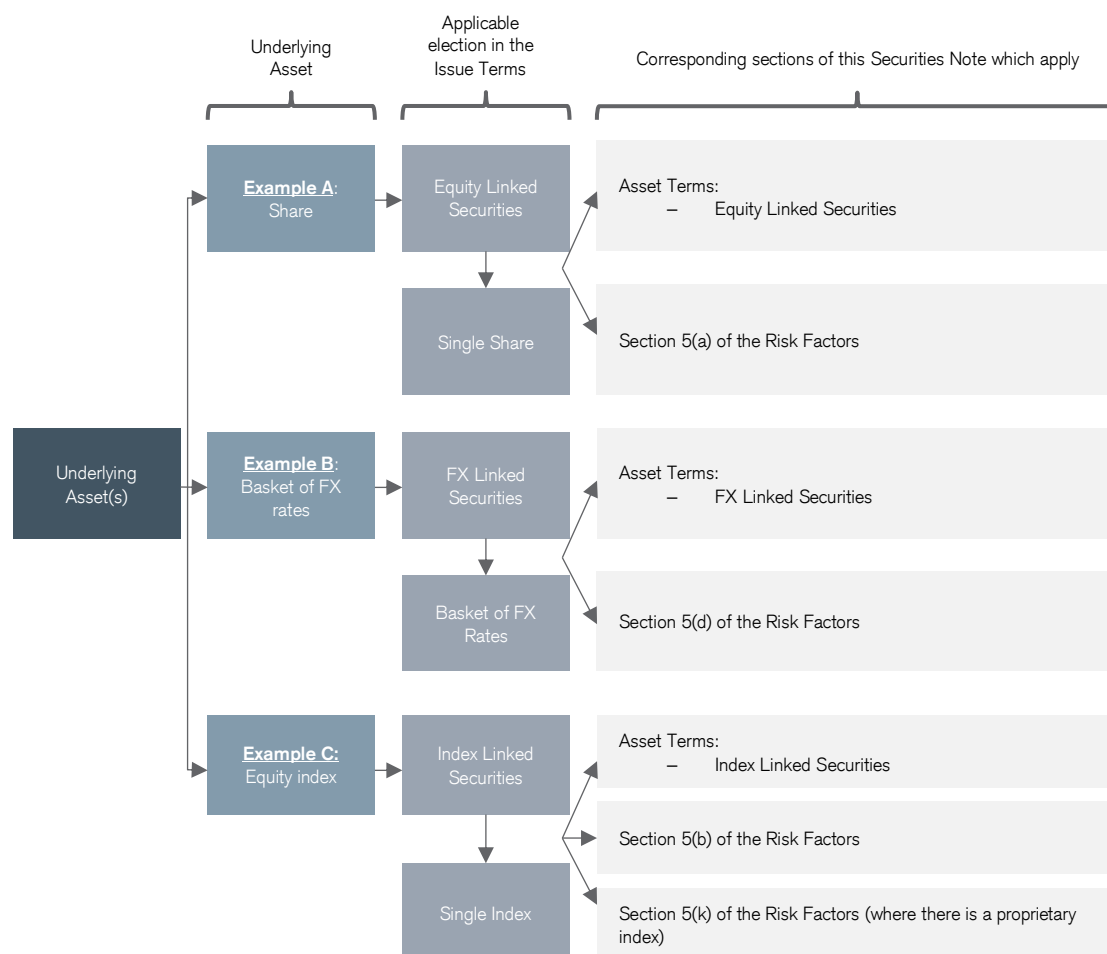 Underlying
Asset
Applicable
election in the
Issue Terms
Corresponding sections of this Securities Note which apply
Underlying
Asset(s)
Example A:
Share
Equity Linked
Securities
Single Share
Asset Terms:
– Equity Linked Securities
Section 5(a) of the Risk Factors
Example B:
Basket of FX
rates
FX Linked
Securities
Basket of FX
Rates
Asset Terms:
– FX Linked Securities
Section 5(d) of the Risk Factors
Example C:
Equity index
Index Linked
Securities
Single Index
Asset Terms:
– Index Linked Securities
Section 5(b) of the Risk Factors
Section 5(k) of the Risk Factors (where there is a proprietary
index)